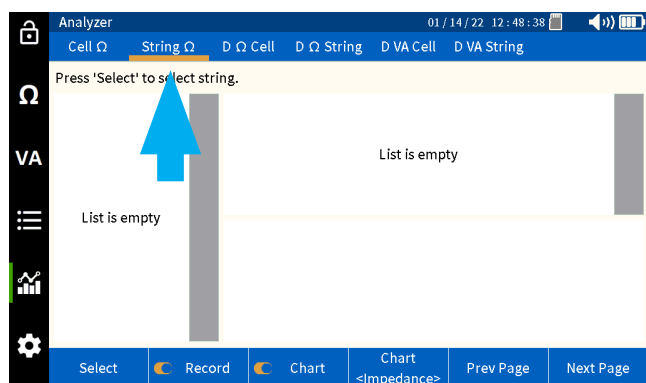 Analyzer 01/14/22 12:48:38
Cell Ω String Ω D Ω Cell D Ω String D VA Cell D VA String
Press 'Select' to select string.
Ω
List is empty
VA
List is empty
Select Record Chart Chart <Impedance> Prev Page Next Page